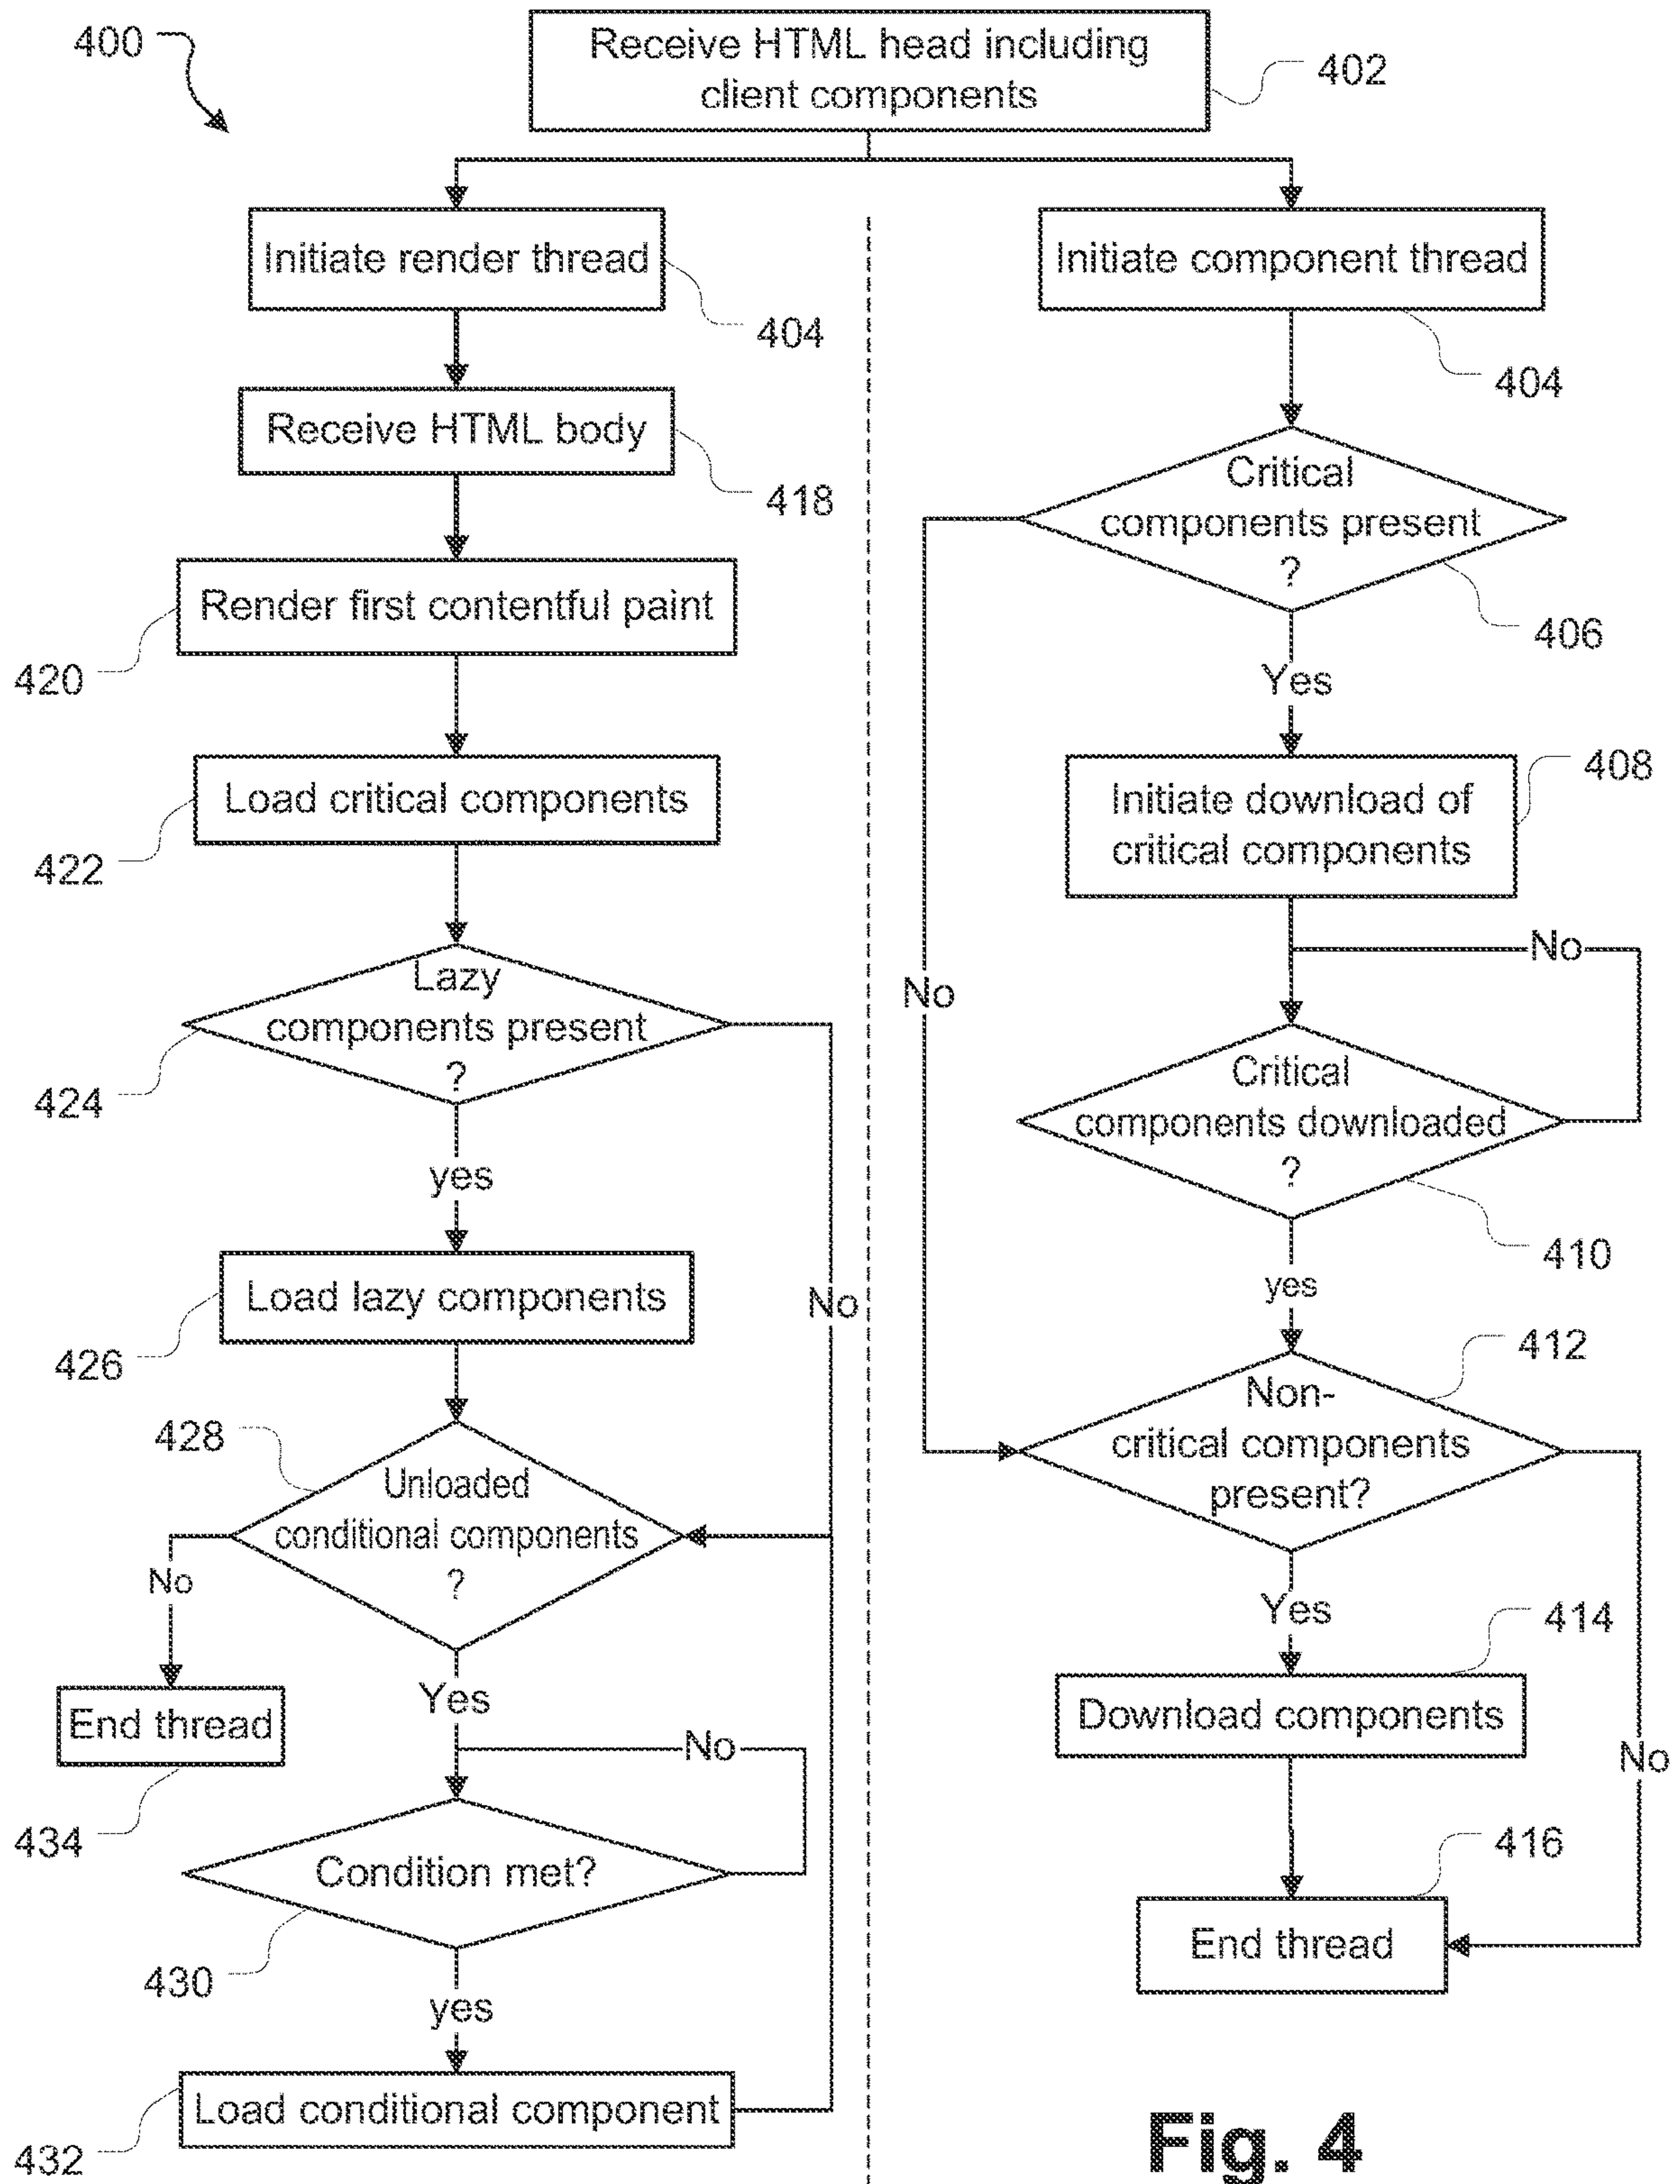 400
Receive HTML head including
client components
402
Initiate render thread
404
Receive HTML body
418
Render first contentful paint
420
Load critical components
422
Lazy
components present
?
424
yes
No
Load lazy components
426
428
Unloaded
conditional components
?
No
End thread
434
Yes
No
Condition met?
430
yes
Load conditional component
432
Initiate component thread
404
Critical
components present
?
406
Yes
No
408
Initiate download of
critical components
No
Critical
components downloaded
?
410
yes
412
Non-
critical components
present?
Yes
No
414
Download components
416
End thread
Fig. 4